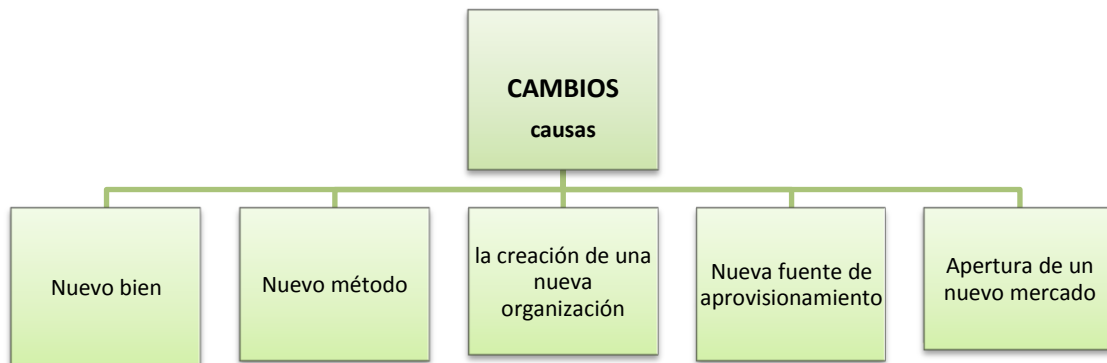 CAMBIOS
causas
Nuevo bien
Nuevo método
la creación de una
nueva
organización
Nueva fuente de
aprovisionamiento
Apertura de un
nuevo mercado